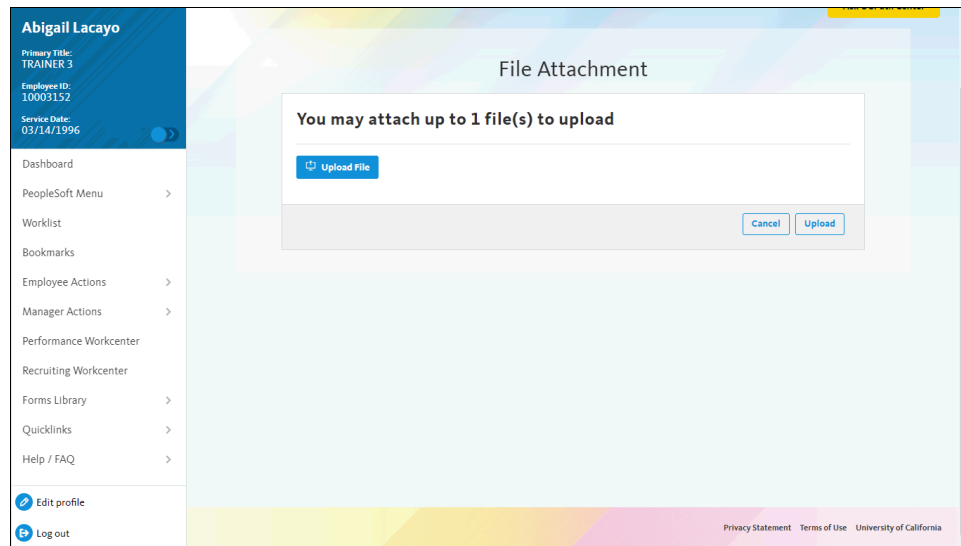 Abigail Lacayo
Primary Title:
TRAINER 3
Employee ID:
10003152
Service Date:
03/14/1996
Dashboard
PeopleSoft Menu
Worklist
Bookmarks
Employee Actions
Manager Actions
Performance Workcenter
Recruiting Workcenter
Forms Library
Quicklinks
Help / FAQ
Edit profile
Log out
File Attachment
You may attach up to 1 file(s) to upload
Upload File
Cancel Upload
Privacy Statement Terms of Use University of California